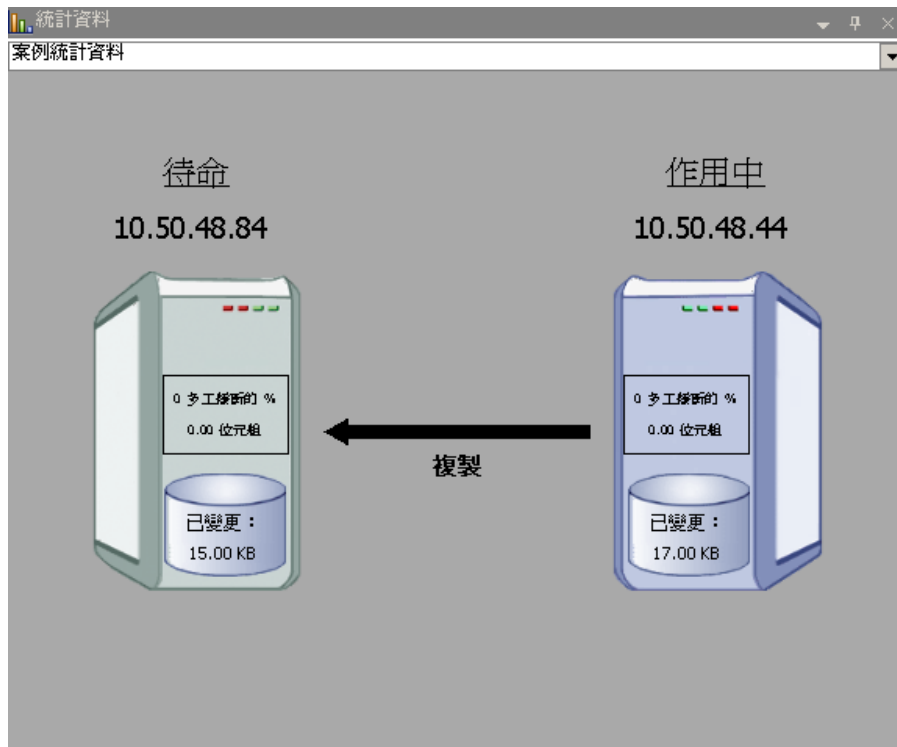 統計資料
案例統計資料
待命
10.50.48.84
0 多工緩衝的 %
0.00 位元組
已變更：
15.00 KB
複製
作用中
10.50.48.44
0 多工緩衝的 %
0.00 位元組
已變更：
17.00 KB